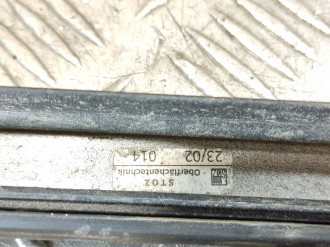 STOZ
Oberflächentechnik
23/02 014